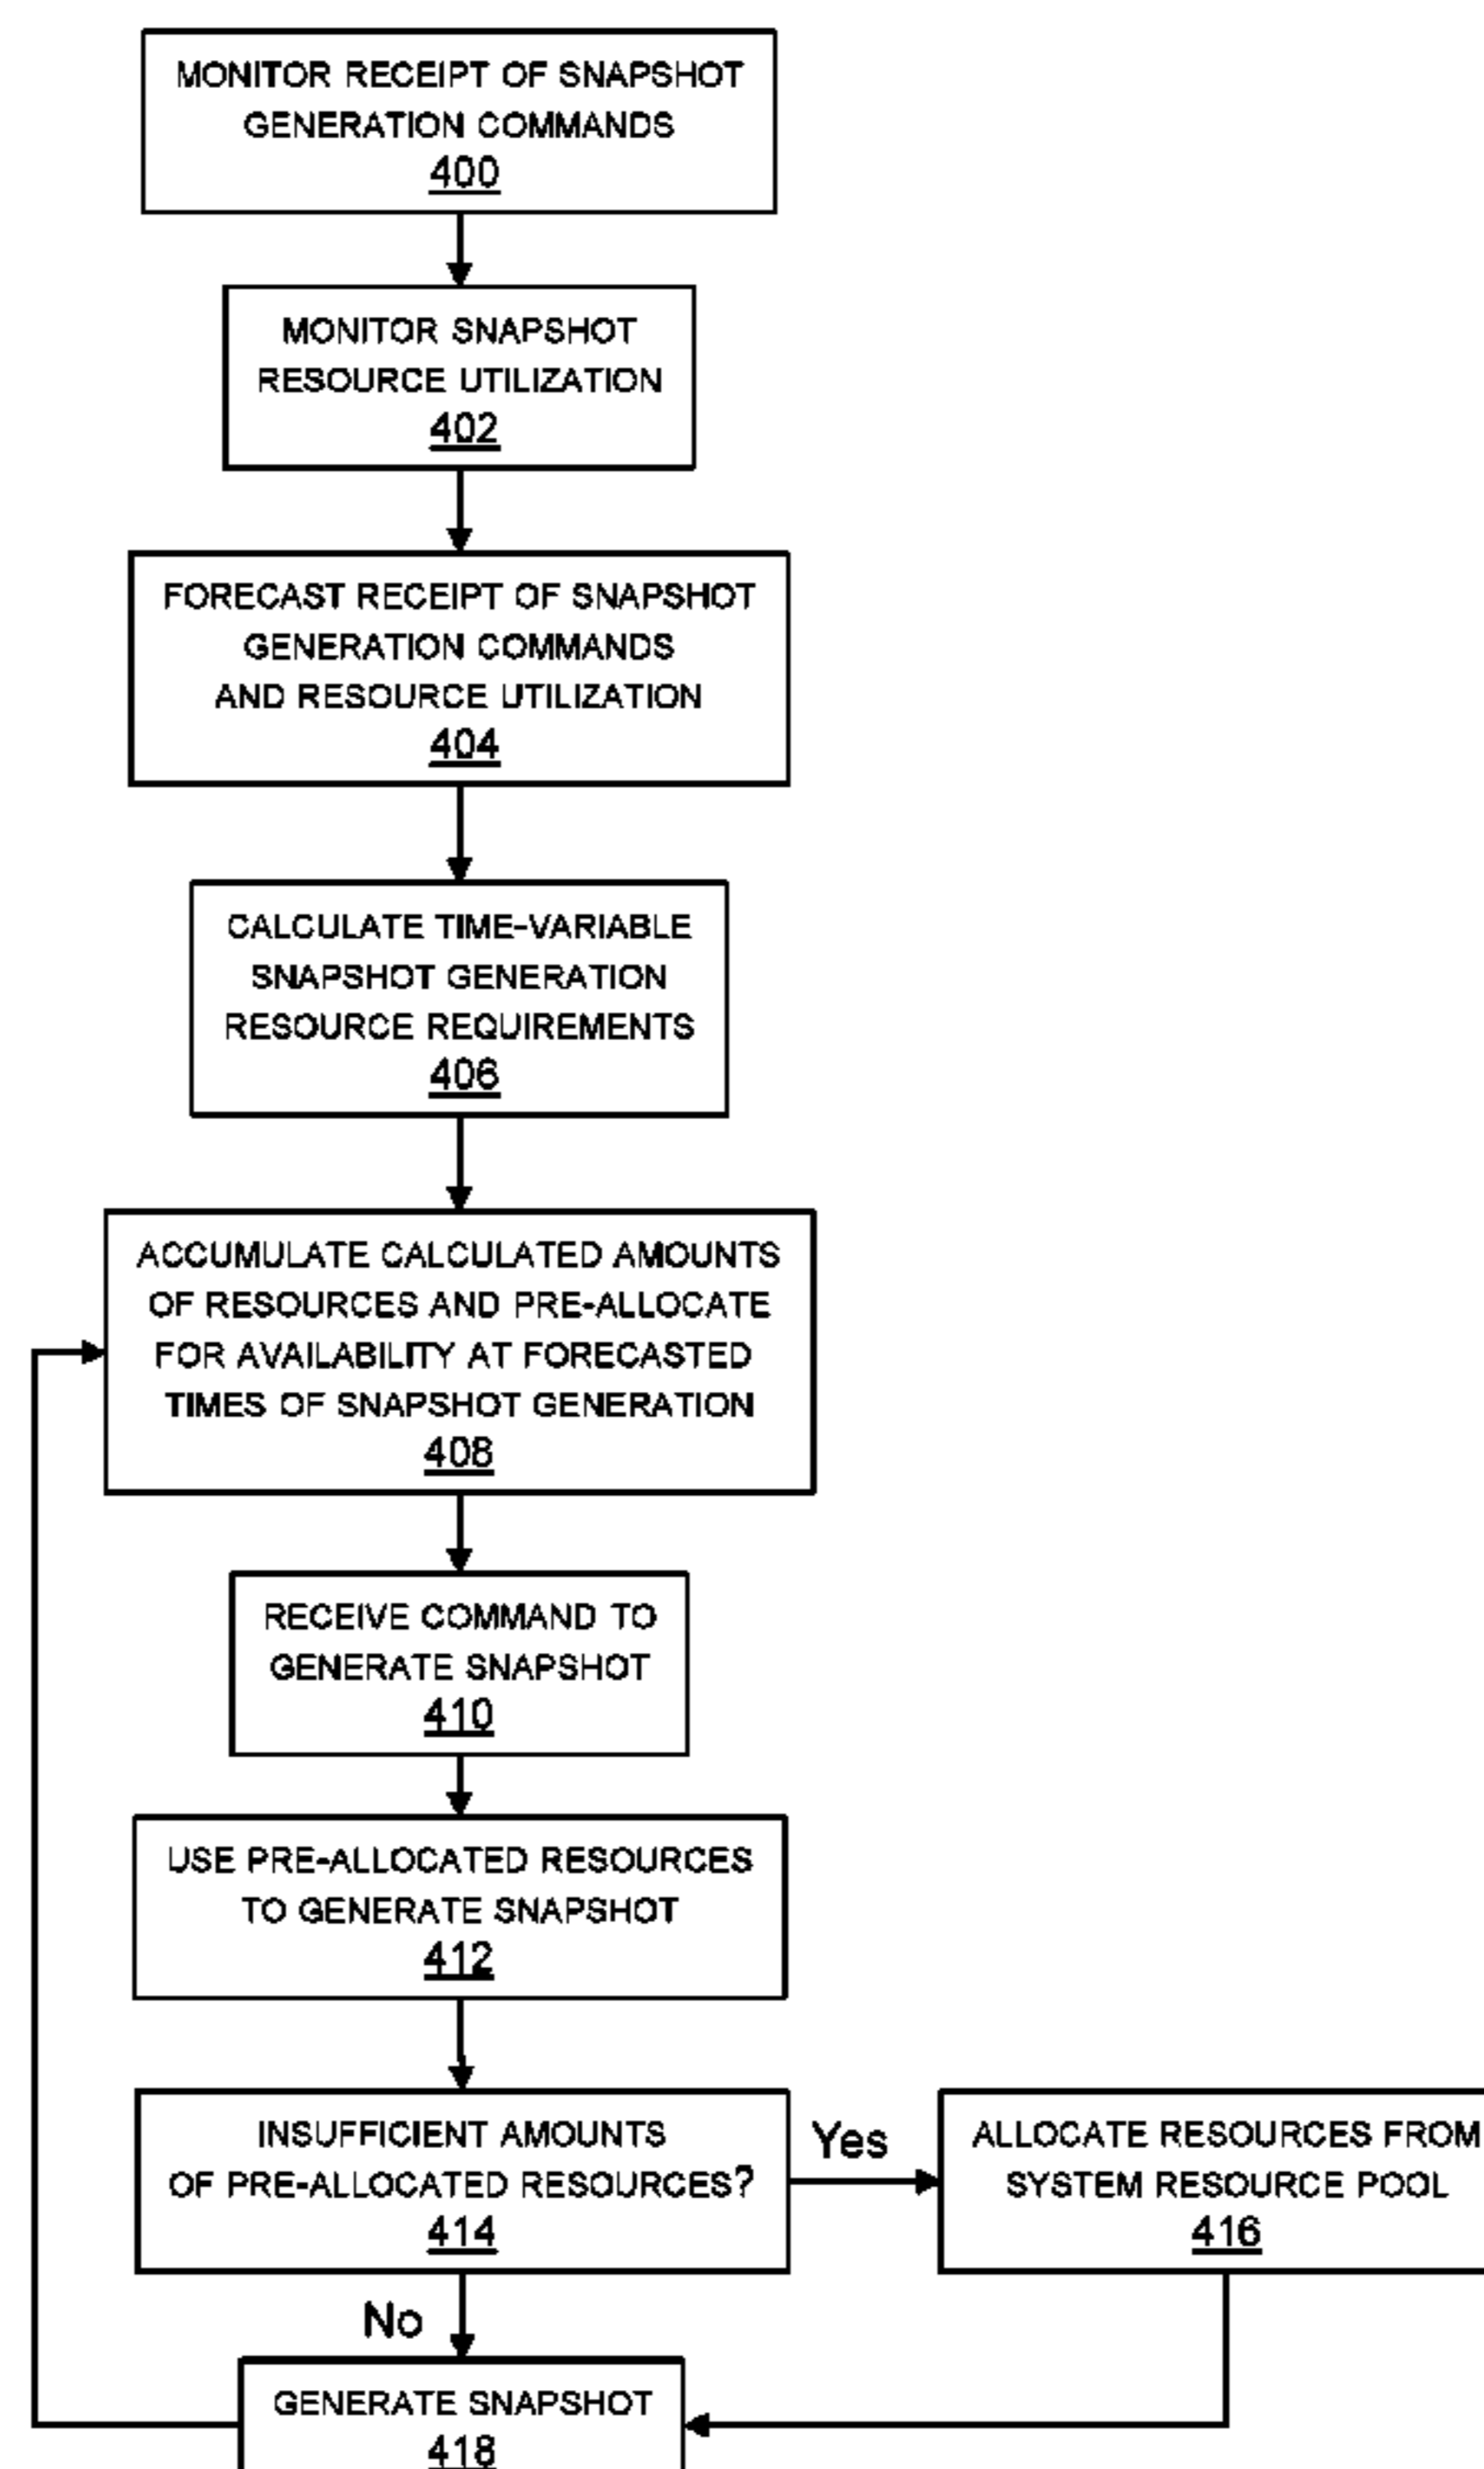 MONITOR RECEIPT OF SNAPSHOT
GENERATION COMMANDS
400
MONITOR SNAPSHOT
RESOURCE UTILIZATION
402
FORECAST RECEIPT OF SNAPSHOT
GENERATION COMMANDS
AND RESOURCE UTILIZATION
404
CALCULATE TIME-VARIABLE
SNAPSHOT GENERATION
RESOURCE REQUIREMENTS
406
ACCUMULATE CALCULATED AMOUNTS
OF RESOURCES AND PRE-ALLOCATE
FOR AVAILABILITY AT FORECASTED
TIMES OF SNAPSHOT GENERATION
408
RECEIVE COMMAND TO
GENERATE SNAPSHOT
410
USE PRE-ALLOCATED RESOURCES
TO GENERATE SNAPSHOT
412
INSUFFICIENT AMOUNTS
OF PRE-ALLOCATED RESOURCES?
414
Yes
ALLOCATE RESOURCES FROM
SYSTEM RESOURCE POOL
416
No
GENERATE SNAPSHOT
418